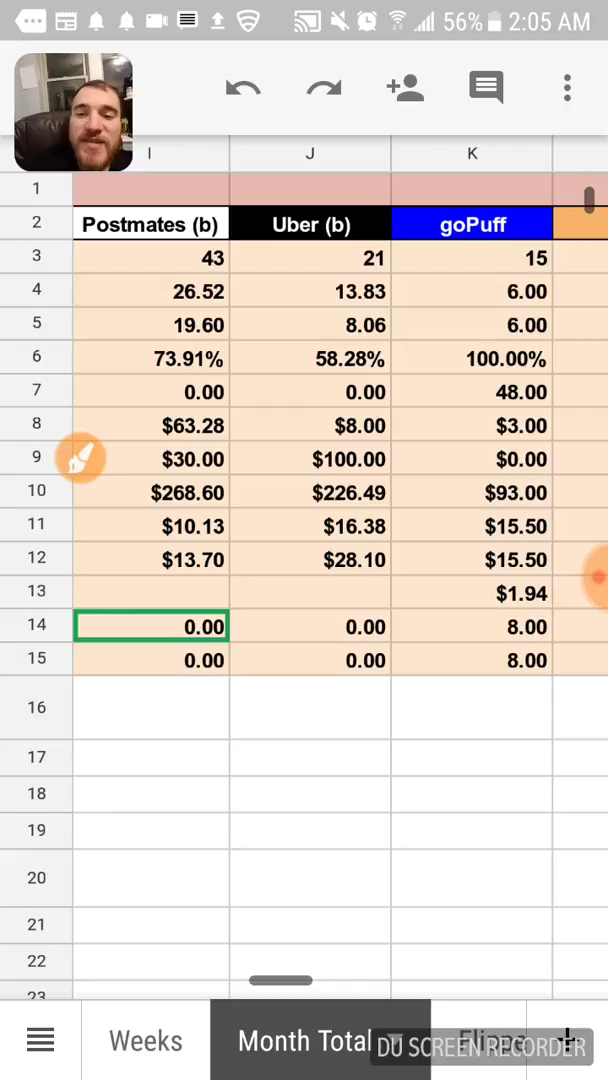 56% 2:05 AM
I J K
1
2 Postmates (b) Uber (b) goPuff
3 43 21 15
4 26.52 13.83 6.00
5 19.60 8.06 6.00
6 73.91% 58.28% 100.00%
7 0.00 0.00 48.00
8 $63.28 $8.00 $3.00
9 $30.00 $100.00 $0.00
10 $268.60 $226.49 $93.00
11 $10.13 $16.38 $15.50
12 $13.70 $28.10 $15.50
13 $1.94
14 0.00 0.00 8.00
15 0.00 0.00 8.00
16
17
18
19
20
21
22
23
Weeks Month Total
DU SCREEN RECORDER